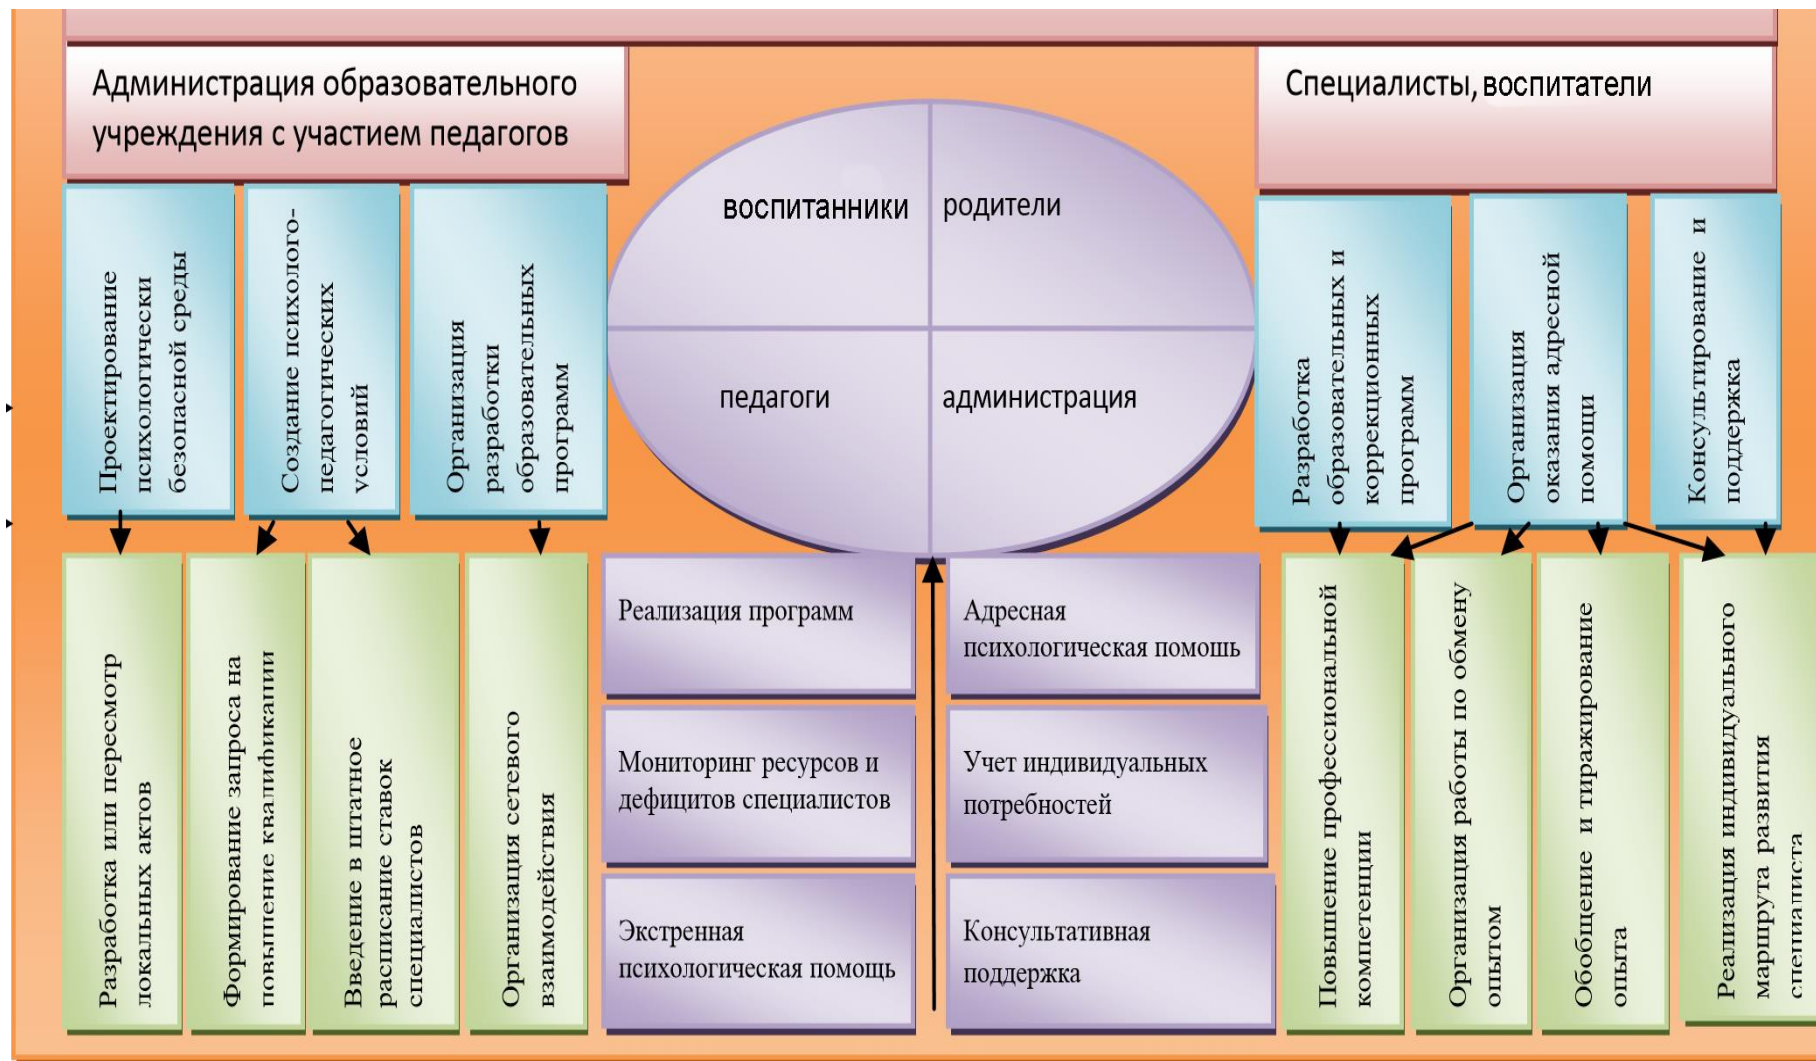 Администрация образовательного
учреждения с участием педагогов
Специалисты, воспитатели
воспитанники
родители
педагоги
администрация
Проектирование
психологически
безопасной среды
Создание психолого-
педагогических
условий
Организация
разработки
образовательных
программ
Разработка
образовательных и
коррекционных
программ
Организация
оказания адресной
помощи
Консультирование и
поддержка
Разработка или пересмотр
локальных актов
Формирование запроса на
повышение квалификации
Введение в штатное
расписание ставок
специалистов
Организация сетевого
взаимодействия
Реализация программ
Адресная
психологическая помошь
Мониторинг ресурсов и
дефицитов специалистов
Учет индивидуальных
потребностей
Экстренная
психологическая помощь
Консультативная
поддержка
Повышение профессиональной
компетенции
Организация работы по обмену
опытом
Обобщение и тиражирование
опыта
Реализация индивидуального
маршрута развития
специалиста